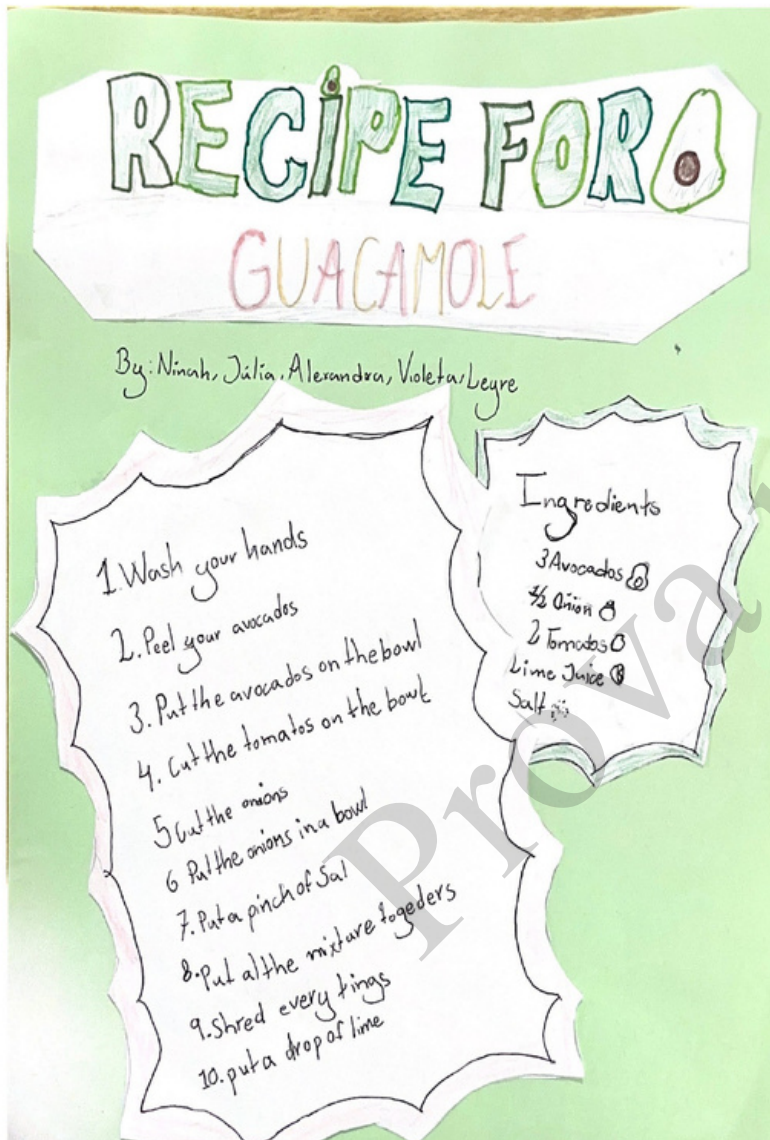 RECIPE FOR
GUACAMOLE
By: Ninah, Júlia, Alexandra, Violeta, Leyre
1. Wash your hands
2. Peel your avocados
3. Put the avocados on the bowl
4. Cut the tomatos on the bowl
5 Cut the onions
6 Put the onions in a bowl
7. Put a pinch of Sal
8. Put al the mixture togeders
9. Shred every tings
10. put a drop of lime
Ingredients
3 Avocados
1/2 Onion
2 Tomatos
Lime Juice
Salt
Prova